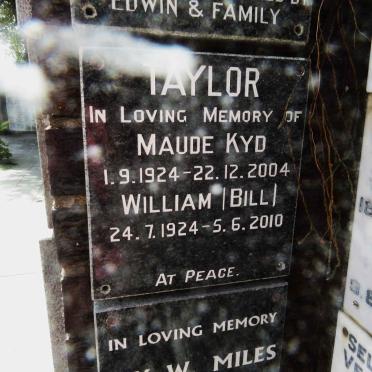 EDWIN & FAMILY
TAYLOR
IN LOVING MEMORY OF
MAUDE KYD
1.9.1924-22.12.2004
WILLIAM [BILL]
24.7.1924-5.6.2010
AT PEACE.
IN LOVING MEMORY
W. MILES